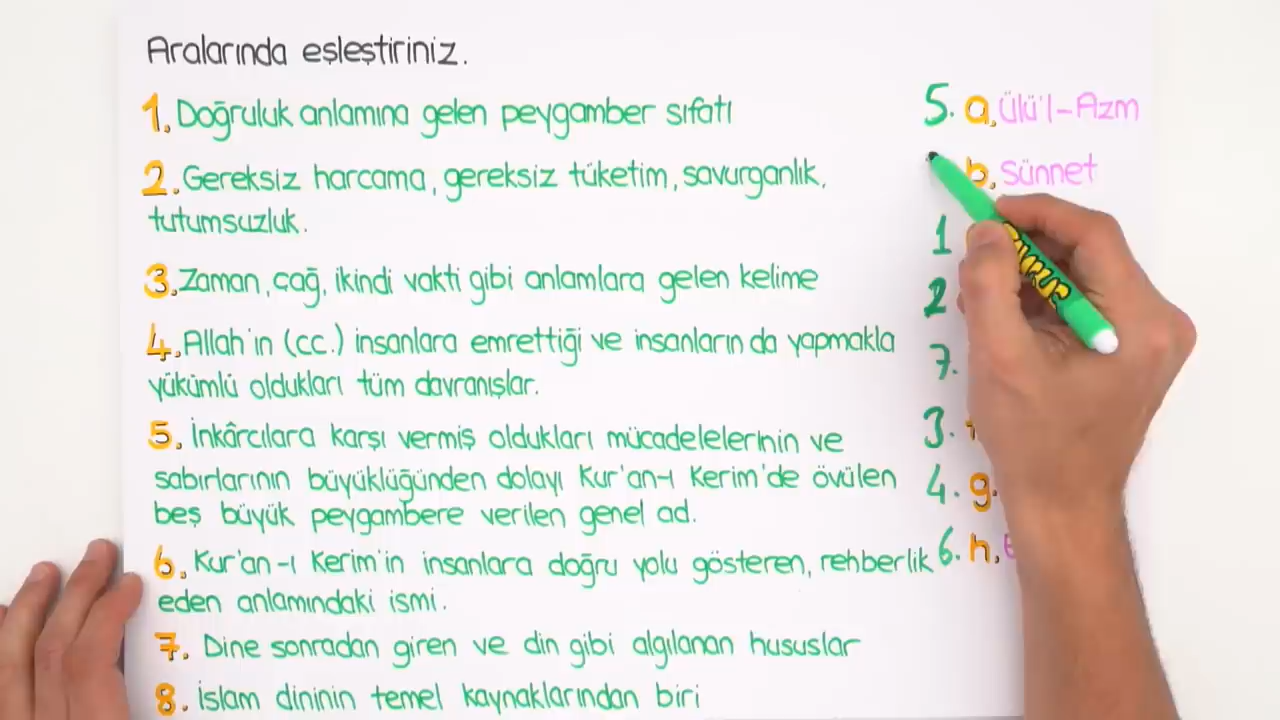 Aralarında eşleştiriniz.
1. Doğruluk anlamına gelen peygamber sıfatı
2. Gereksiz harcama, gereksiz tüketim, savurganlık,
tutumsuzluk.
3. Zaman, çağ, ikindi vakti gibi anlamlara gelen kelime
4. Allah'ın (cc.) insanlara emrettiği ve insanların da yapmakla
yükümlü oldukları tüm davranışlar.
5. İnkârcılara karşı vermiş oldukları mücadelelerinin ve
sabırlarının büyüklüğünden dolayı Kur'an-ı Kerim'de övülen
beş büyük peygambere verilen genel ad.
6. Kur'an-ı Kerim'in insanlara doğru yolu gösteren, rehberlik
eden anlamındaki ismi.
7. Dine sonradan giren ve din gibi algılanan hususlar
8. İslam dininin temel kaynaklarından biri
5. a. Ülü'l-Azm
b. Sünnet
1
2
7.
3.
4. g.
6. h.